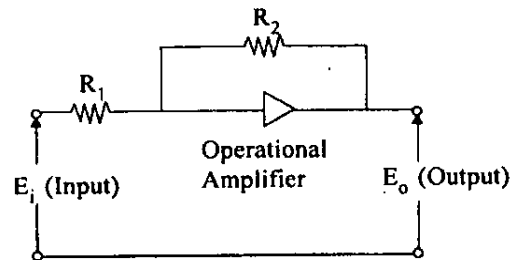 R2
R1
Operational
Amplifier
Ei (Input)
Eo (Output)